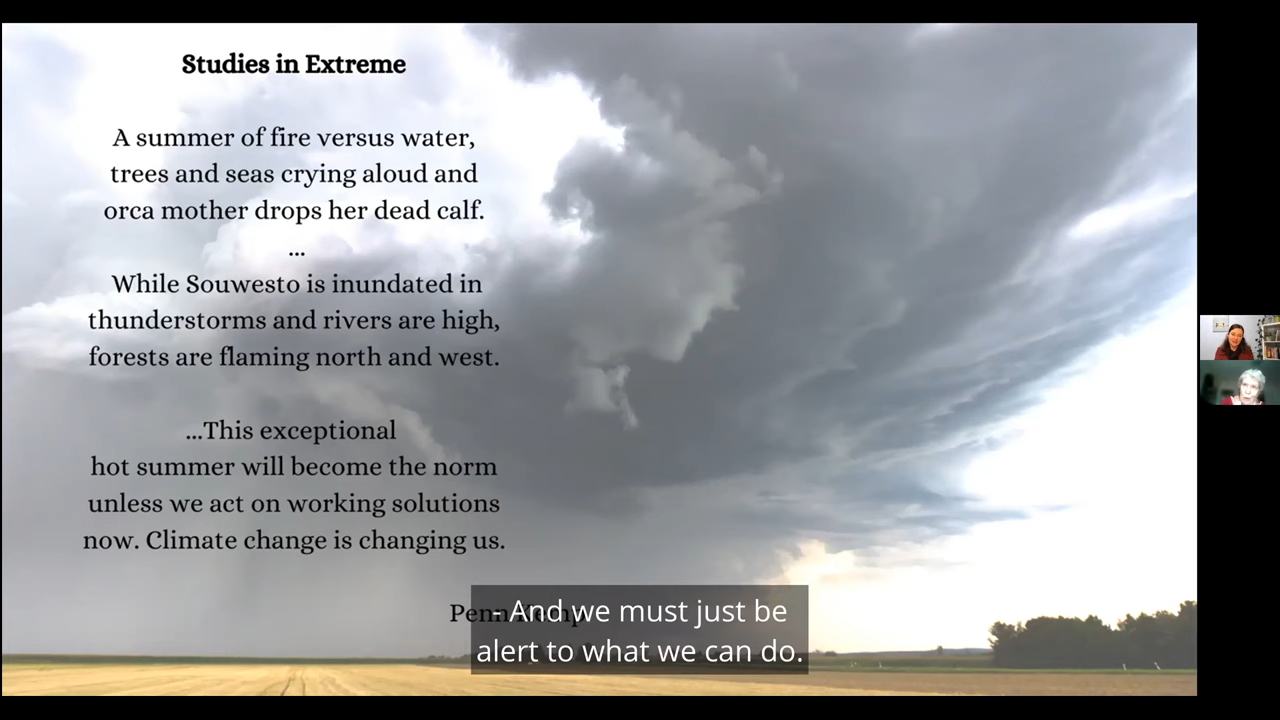 Studies in Extreme
A summer of fire versus water,
trees and seas crying aloud and
orca mother drops her dead calf.
...
While Souwesto is inundated in
thunderstorms and rivers are high,
forests are flaming north and west.
...This exceptional
hot summer will become the norm
unless we act on working solutions
now. Climate change is changing us.
Penn Kemp
- And we must just be
alert to what we can do.